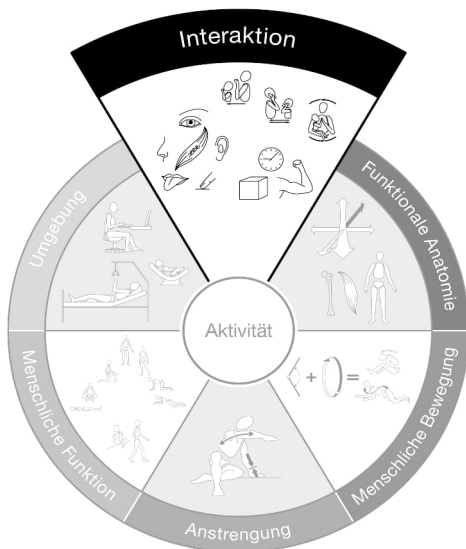 Interaktion
Funktionale Anatomie
Menschliche Bewegung
Anstrengung
Menschliche Funktion
Umgebung
Aktivität